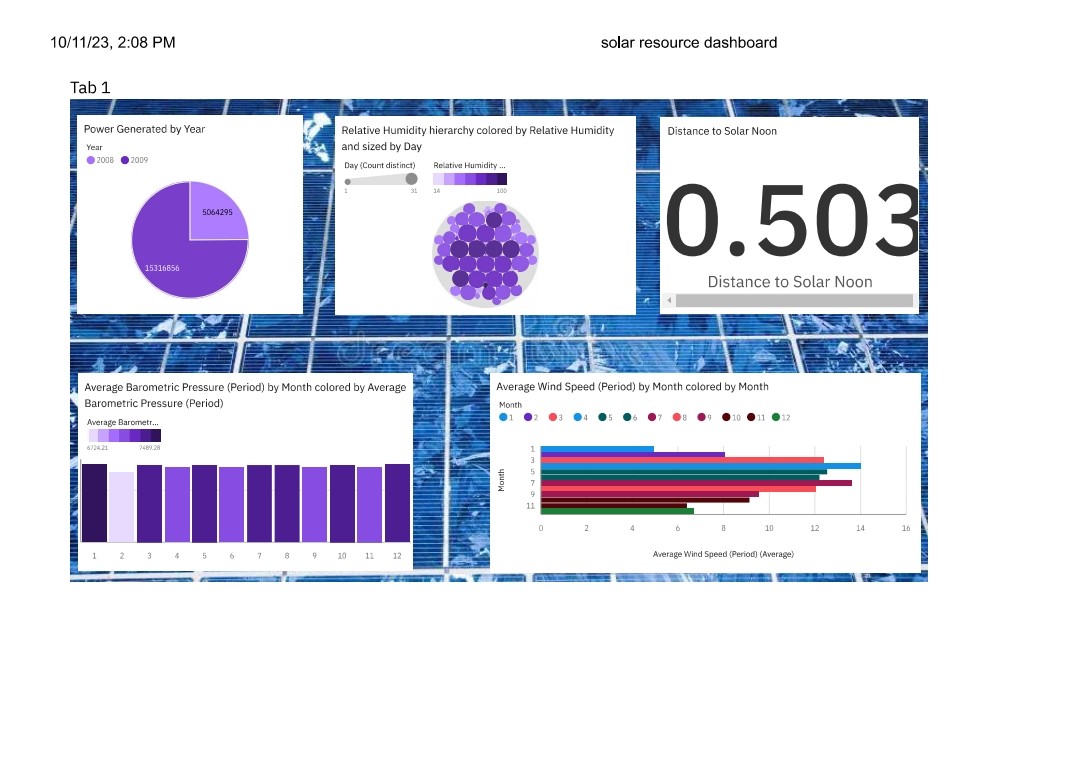 10/11/23, 2:08 PM
solar resource dashboard
Tab 1
Power Generated by Year
Year
2008 2009
5064295
15316856
Relative Humidity hierarchy colored by Relative Humidity
and sized by Day
Day (Count distinct) Relative Humidity ...
1 31 14 100
Distance to Solar Noon
0.503
Distance to Solar Noon
Average Barometric Pressure (Period) by Month colored by Average
Barometric Pressure (Period)
Average Barometr...
6724.21 7489.28
1 2 3 4 5 6 7 8 9 10 11 12
Average Wind Speed (Period) by Month colored by Month
Month
1 2 3 4 5 6 7 8 9 10 11 12
Month
1
3
5
7
9
11
0 2 4 6 8 10 12 14 16
Average Wind Speed (Period) (Average)